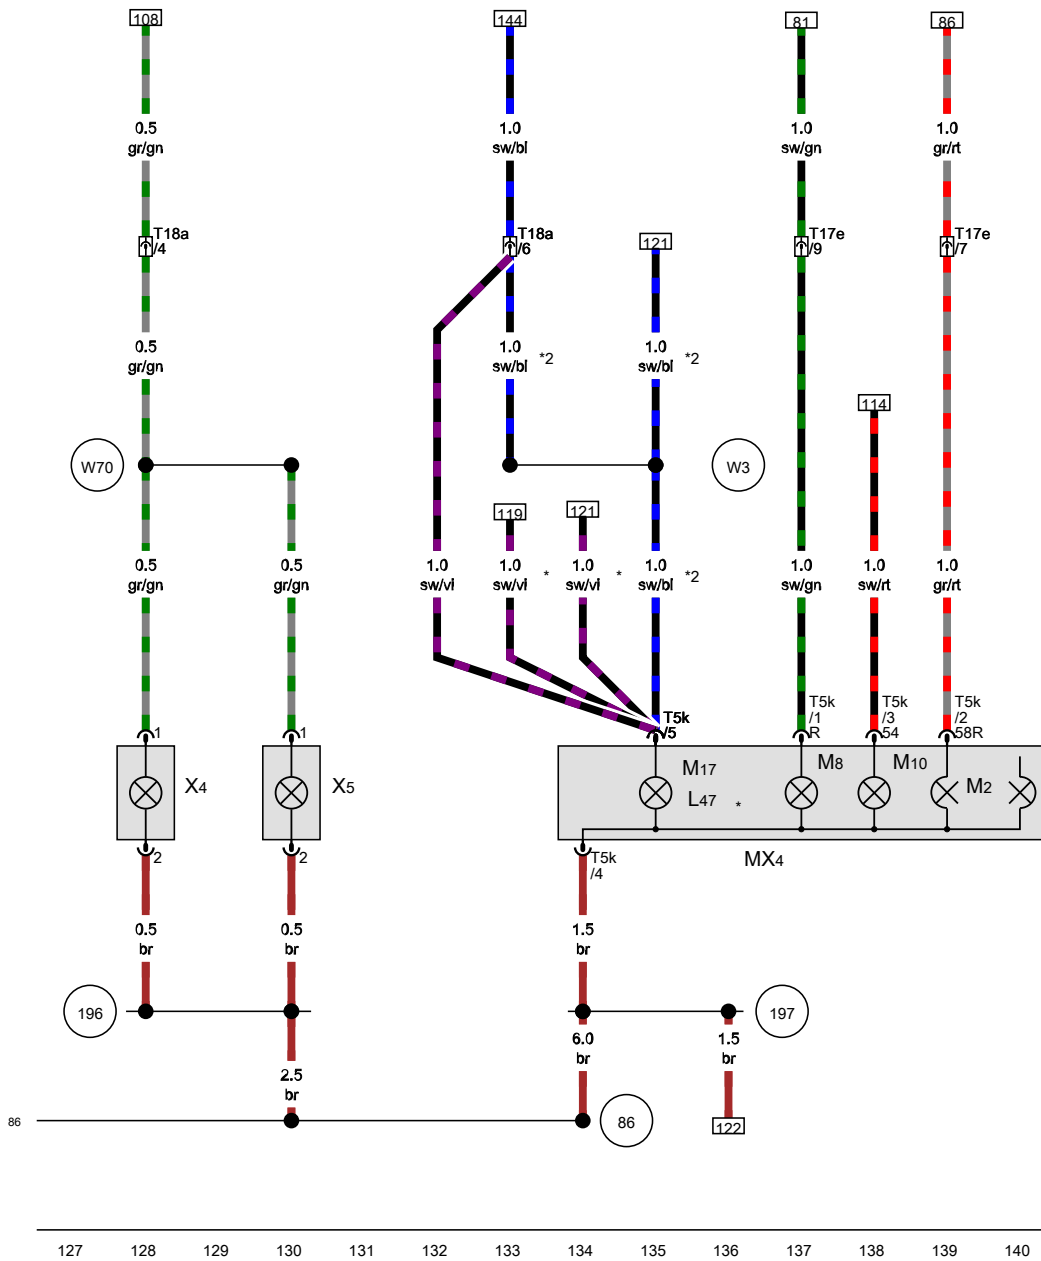 108
144
81
86
0.5
gr/gn
1.0
sw/bl
1.0
sw/gn
1.0
gr/rt
T18a
/4
T18a
/6
121
T17e
/9
T17e
/7
0.5
gr/gn
1.0
sw/bl *2
1.0
sw/bl *2
114
W70
W3
119
121
0.5
gr/gn
0.5
gr/gn
1.0
sw/vi
1.0
sw/vi *
1.0
sw/vi *
1.0
sw/bl *2
1.0
sw/gn
1.0
sw/rt
1.0
gr/rt
1
1
T5k
/5
T5k
/1
R
T5k
/3
54
T5k
/2
58R
X4
X5
M17
L47 *
M8
M10
M2
2
2
T5k
/4
MX4
0.5
br
0.5
br
1.5
br
196
197
2.5
br
6.0
br
1.5
br
86
86
122
127 128 129 130 131 132 133 134 135 136 137 138 139 140